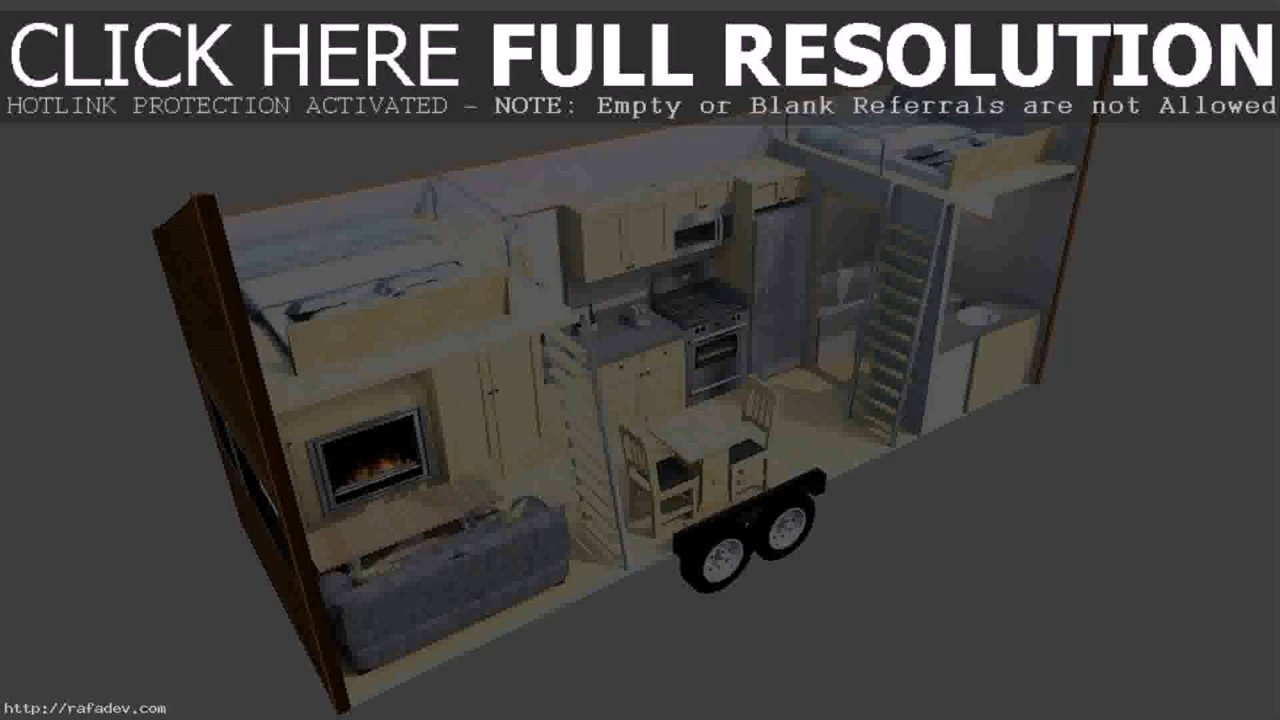 CLICK HERE FULL RESOLUTION
HOTLINK PROTECTION ACTIVATED – NOTE: Empty or Blank Referrals are not Allowed
http://rafadev.com